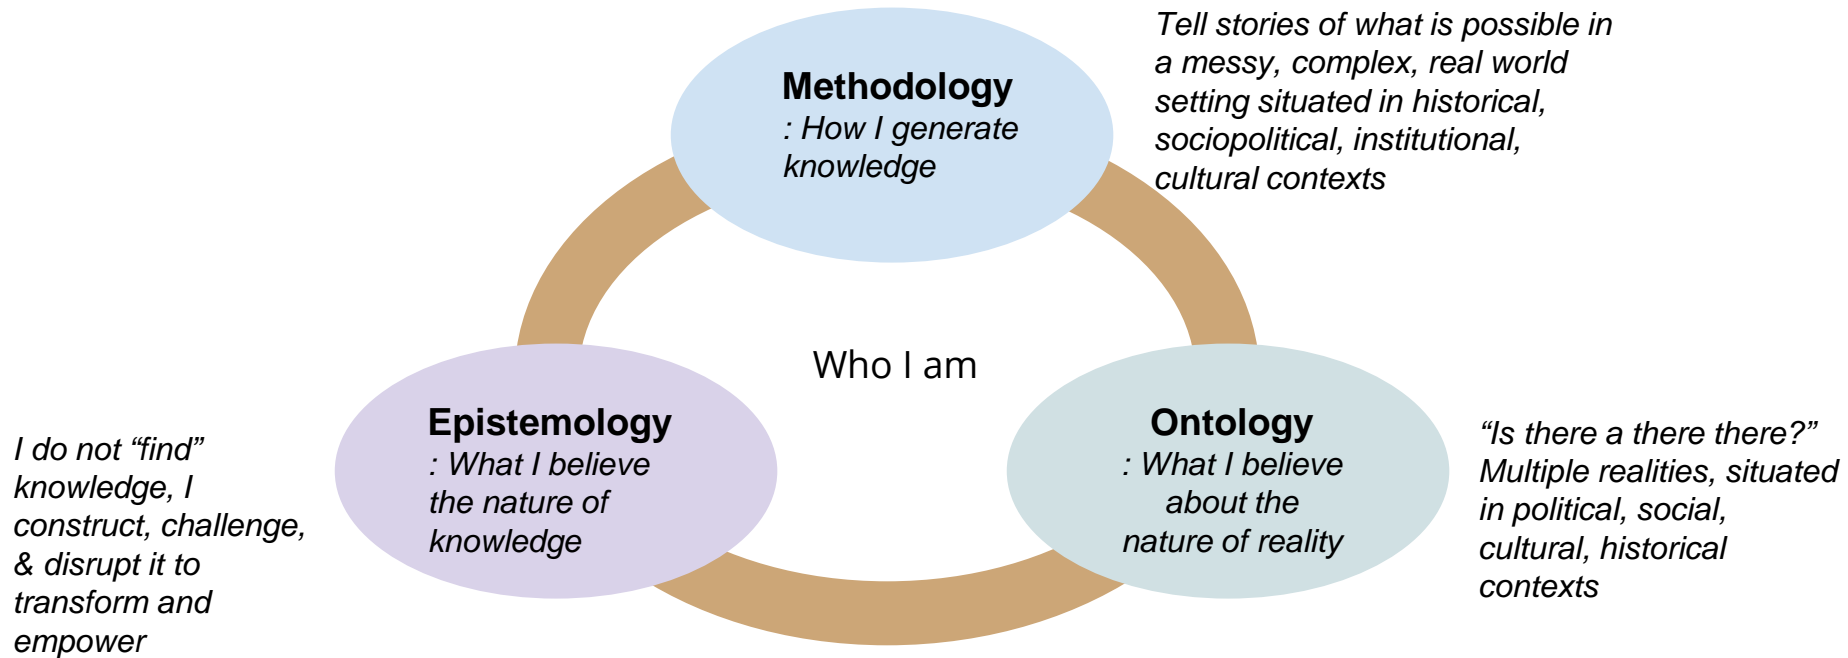 Tell stories of what is possible in
a messy, complex, real world
setting situated in historical,
sociopolitical, institutional,
cultural contexts
Methodology
: How I generate
knowledge
Who I am
Epistemology
: What I believe
the nature of
knowledge
Ontology
: What I believe
about the
nature of reality
I do not “find”
knowledge, I
construct, challenge,
& disrupt it to
transform and
empower
“Is there a there there?”
Multiple realities, situated
in political, social,
cultural, historical
contexts